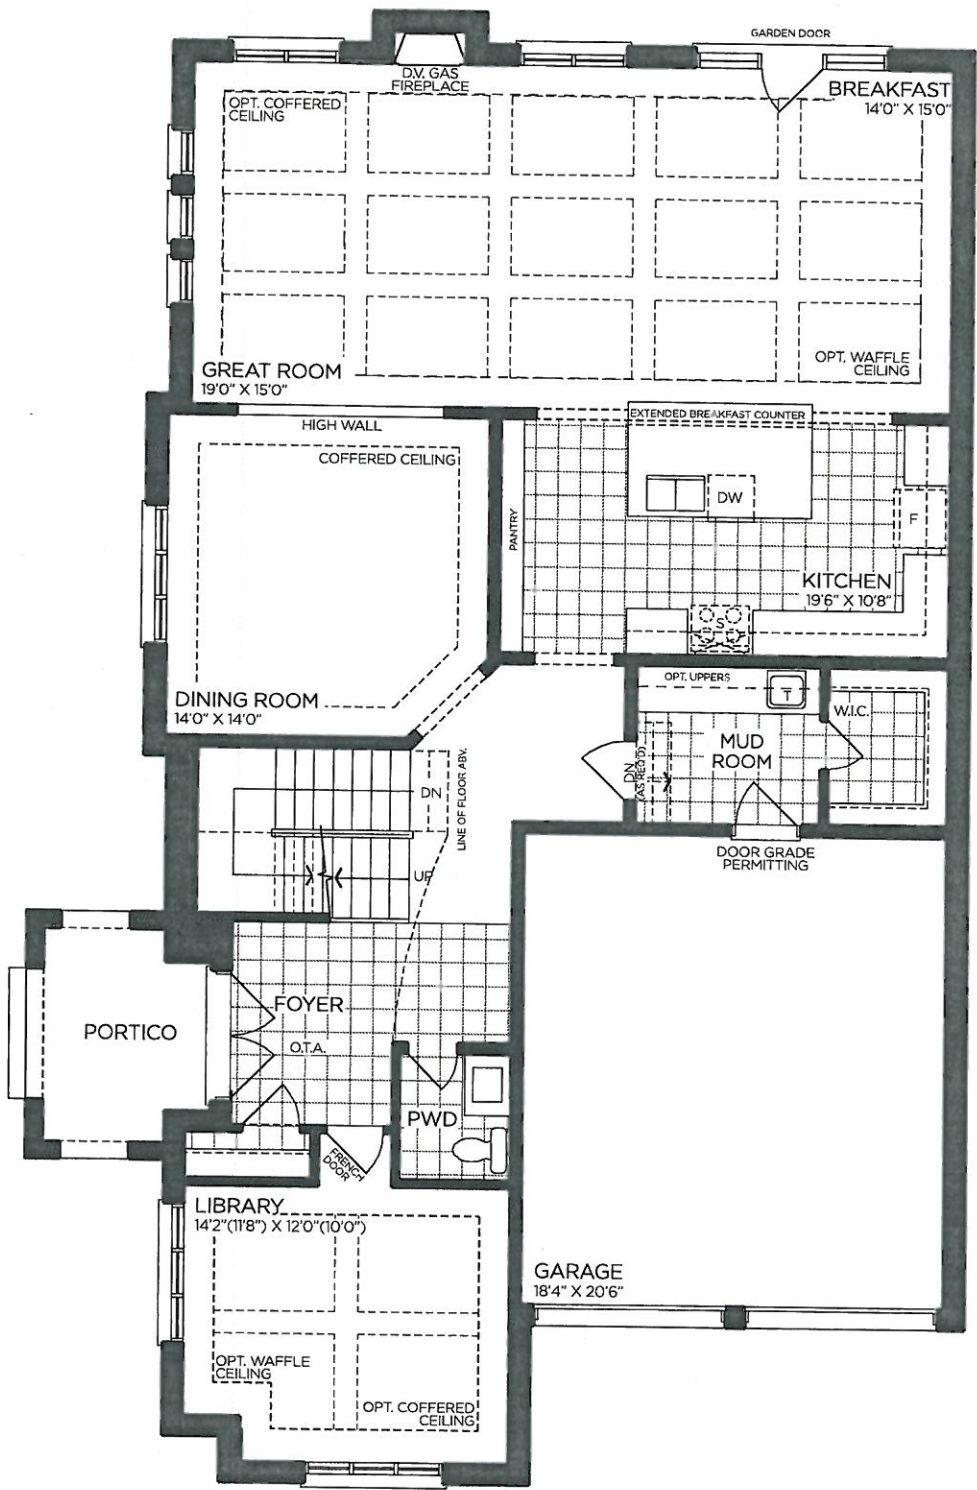 GARDEN DOOR
D.V. GAS
FIREPLACE
BREAKFAST
14'0" X 15'0"
OPT. COFFERED
CEILING
OPT. WAFFLE
CEILING
GREAT ROOM
19'0" X 15'0"
HIGH WALL
EXTENDED BREAKFAST COUNTER
COFFERED CEILING
DW
F
PANTRY
KITCHEN
19'6" X 10'8"
S
DINING ROOM
14'0" X 14'0"
OPT. UPPERS
T
W.I.C.
MUD
ROOM
DN
(AS REQ'D)
LINE OF FLOOR ABV.
DN
UP
DOOR GRADE
PERMITTING
FOYER
PORTICO
O.T.A.
PWD
FRENCH
DOOR
LIBRARY
14'2"(11'8") X 12'0"(10'0")
GARAGE
18'4" X 20'6"
OPT. WAFFLE
CEILING
OPT. COFFERED
CEILING